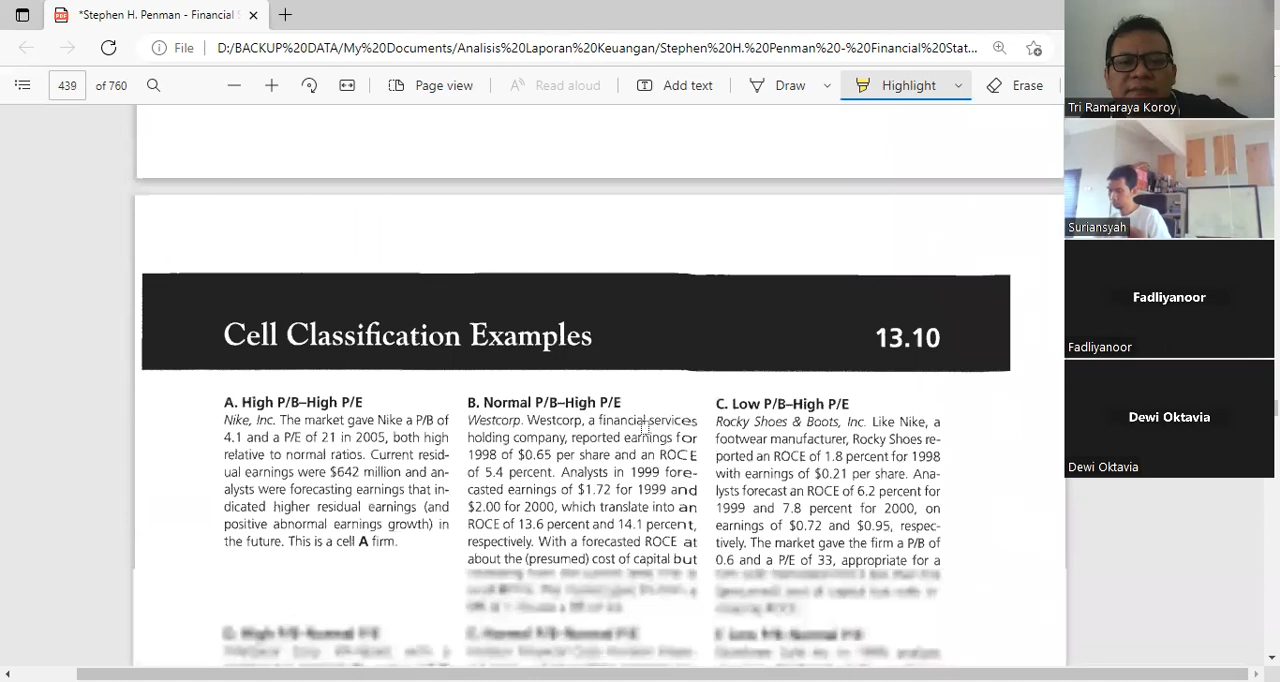 *Stephen H. Penman - Financial S
File
D:/BACKUP%20DATA/My%20Documents/Analisis%20Laporan%20Keuangan/Stephen%20H.%20Penman%20-%20Financial%20Stat...
439 of 760
Page view
Read aloud
Add text
Draw
Highlight
Erase
Cell Classification Examples 13.10
A. High P/B–High P/E
Nike, Inc. The market gave Nike a P/B of
4.1 and a P/E of 21 in 2005, both high
relative to normal ratios. Current resid-
ual earnings were $642 million and an-
alysts were forecasting earnings that in-
dicated higher residual earnings (and
positive abnormal earnings growth) in
the future. This is a cell A firm.
B. Normal P/B–High P/E
Westcorp. Westcorp, a financial services
holding company, reported earnings for
1998 of $0.65 per share and an ROCE
of 5.4 percent. Analysts in 1999 fore-
casted earnings of $1.72 for 1999 and
$2.00 for 2000, which translate into an
ROCE of 13.6 percent and 14.1 percent,
respectively. With a forecasted ROCE at
about the (presumed) cost of capital but
C. Low P/B–High P/E
Rocky Shoes & Boots, Inc. Like Nike, a
footwear manufacturer, Rocky Shoes re-
ported an ROCE of 1.8 percent for 1998
with earnings of $0.21 per share. Ana-
lysts forecast an ROCE of 6.2 percent for
1999 and 7.8 percent for 2000, on
earnings of $0.72 and $0.95, respec-
tively. The market gave the firm a P/B of
0.6 and a P/E of 33, appropriate for a
D. High P/B–Normal P/E
E. Normal P/B–Normal P/E
F. Low P/B–Normal P/E
Tri Ramaraya Koroy
Suriansyah
Fadliyanoor
Fadliyanoor
Dewi Oktavia
Dewi Oktavia